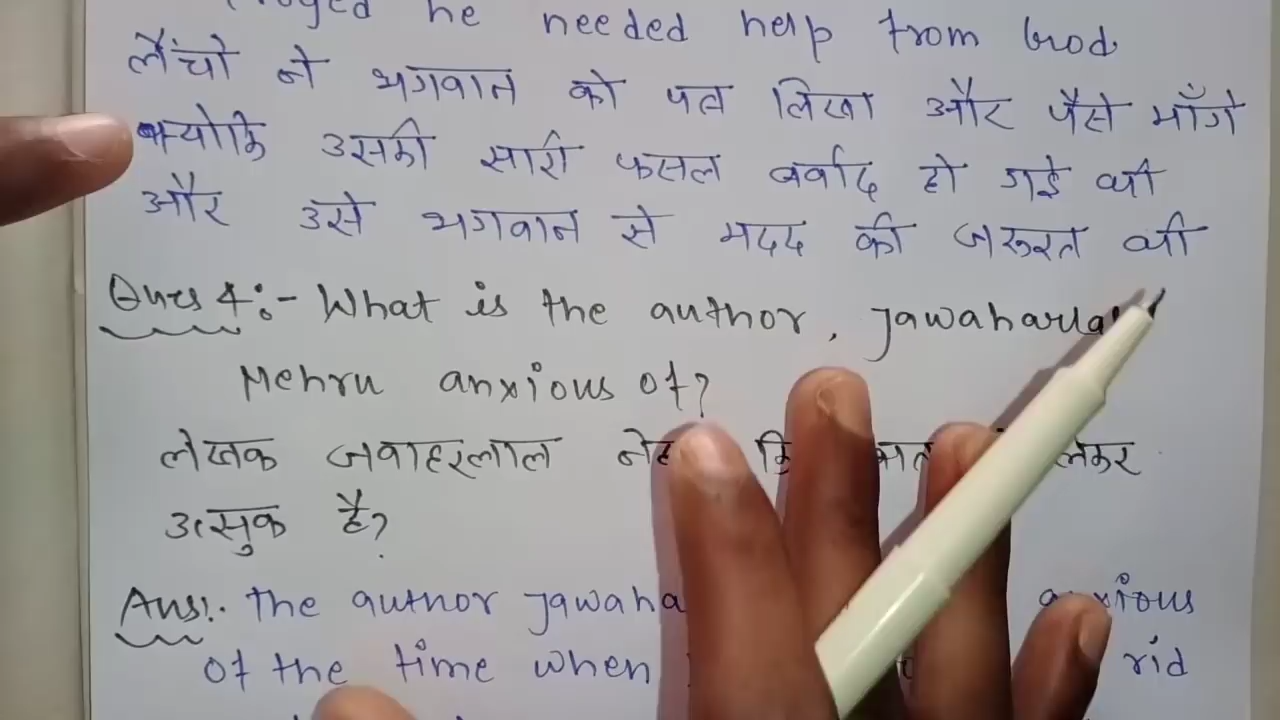 he needed help from God
लैंचो ने भगवान को पत्र लिखा और पैसे माँगे
क्योकि उसकी सारी फसल बर्वाद हो गई थी
और उसे भगवान से मदद की जरूरत थी
Ques 4:- What is the author, Jawaharlal
Nehru anxious of?
लेखक जवाहरलाल लेकर
उत्सुक है?
Ans:. The author anxious
of the time when rid